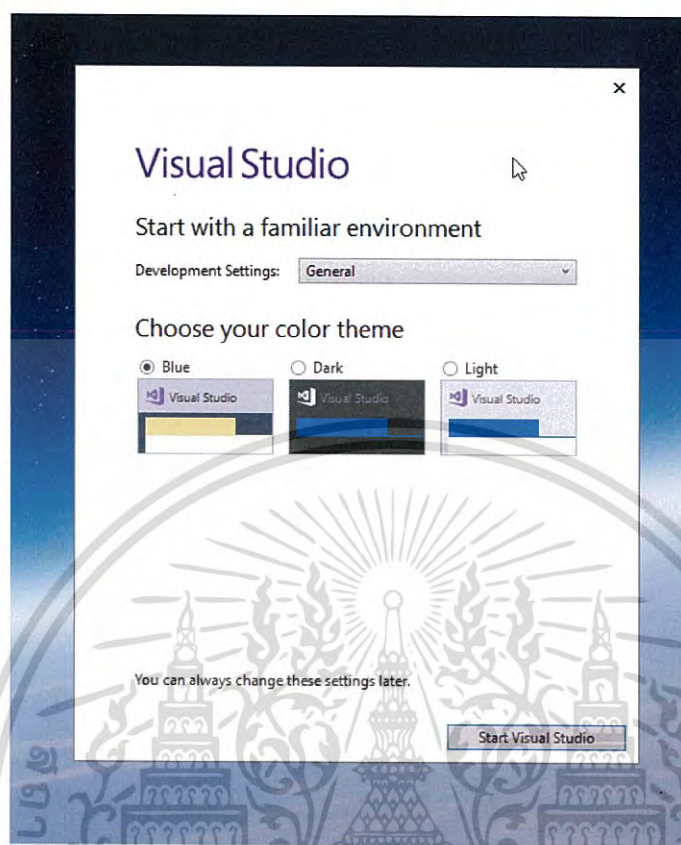 Visual Studio
Start with a familiar environment
Development Settings: General
Choose your color theme
Blue Dark Light
Visual Studio Visual Studio Visual Studio
You can always change these settings later.
Start Visual Studio